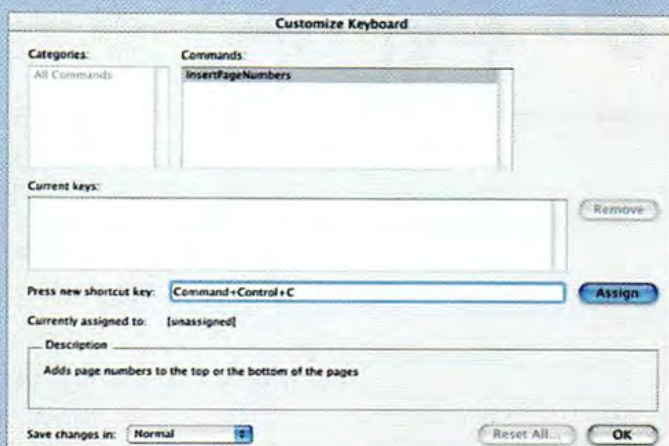 Customize Keyboard
Categories: Commands:
All Commands InsertPageNumbers
Current keys:
Remove
Press new shortcut key: Command+Control+C Assign
Currently assigned to: [unassigned]
Description
Adds page numbers to the top or the bottom of the pages
Save changes in: Normal Reset All... OK